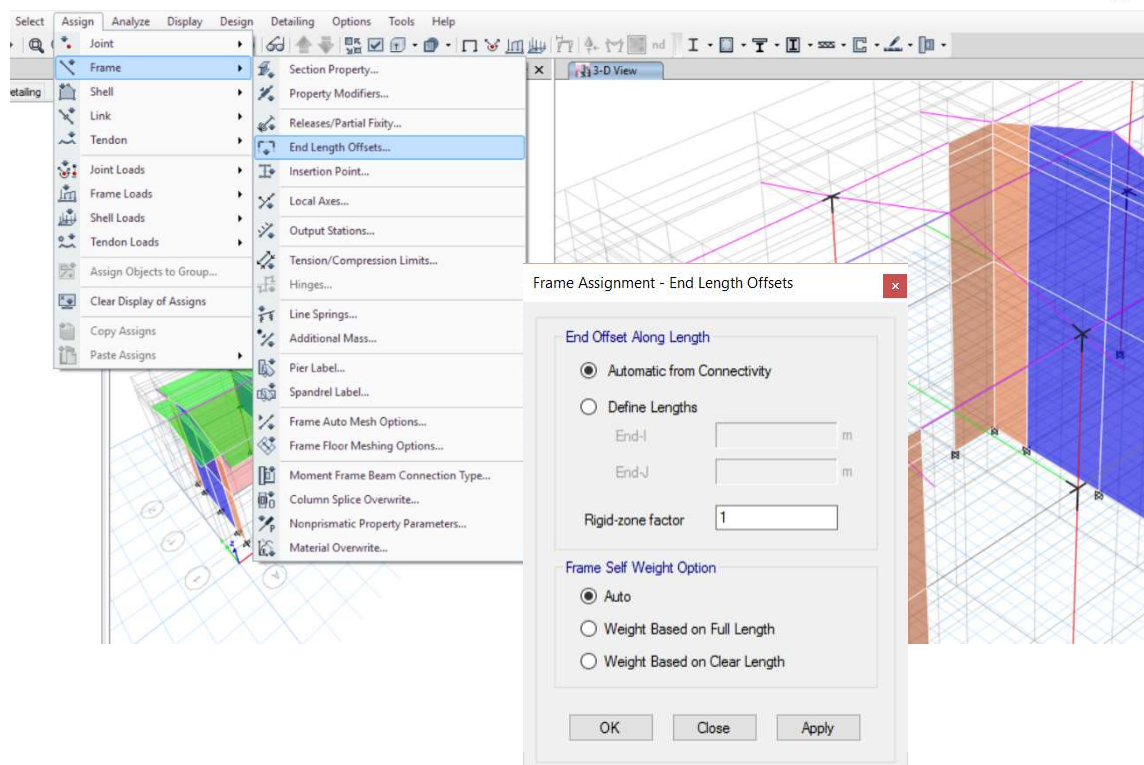 Select Assign Analyze Display Design Detailing Options Tools Help
Joint
nd
Frame
Section Property...
3-D View
etailing
Shell
Property Modifiers...
Link
Releases/Partial Fixity...
Tendon
End Length Offsets...
Joint Loads
Insertion Point...
Frame Loads
Local Axes...
Shell Loads
Output Stations...
Tendon Loads
Tension/Compression Limits...
Assign Objects to Group...
Hinges...
Clear Display of Assigns
Line Springs...
Copy Assigns
Additional Mass...
Paste Assigns
Pier Label...
Spandrel Label...
Frame Auto Mesh Options...
Frame Floor Meshing Options...
Moment Frame Beam Connection Type...
Column Splice Overwrite...
Nonprismatic Property Parameters...
Material Overwrite...
Frame Assignment - End Length Offsets
End Offset Along Length
Automatic from Connectivity
Define Lengths
End-I m
End-J m
Rigid-zone factor 1
Frame Self Weight Option
Auto
Weight Based on Full Length
Weight Based on Clear Length
OK Close Apply